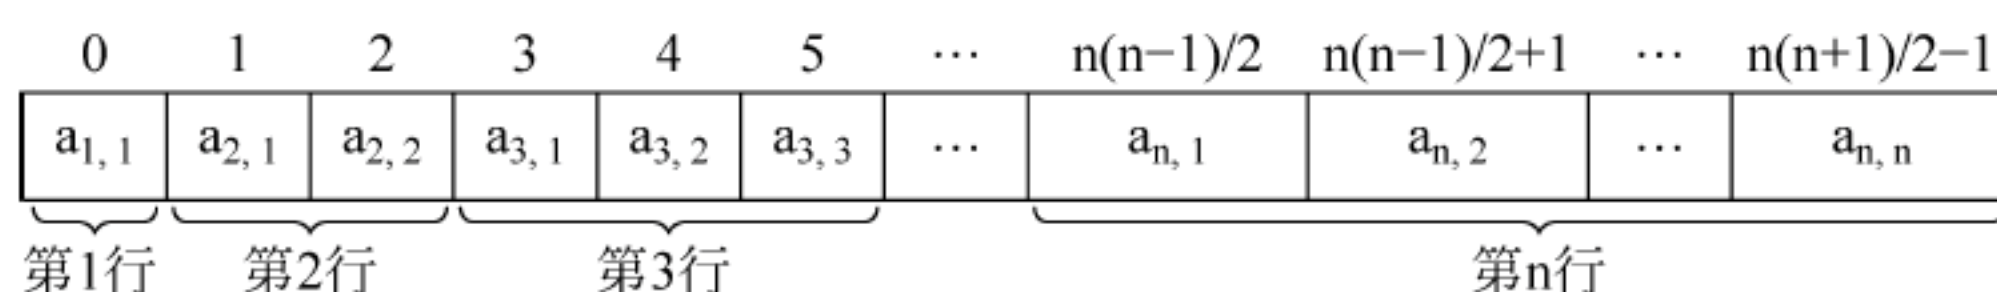 0 1 2 3 4 5 … n(n−1)/2 n(n−1)/2+1 … n(n+1)/2−1
a1, 1 a2, 1 a2, 2 a3, 1 a3, 2 a3, 3 … an, 1 an, 2 … an, n
第1行 第2行 第3行 第n行